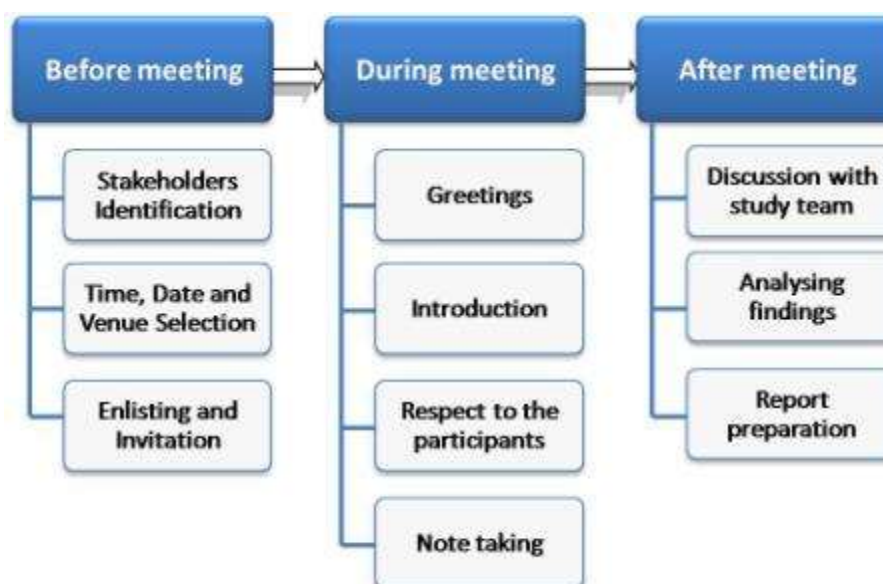 Before meeting
Stakeholders
Identification
Time, Date and
Venue Selection
Enlisting and
Invitation
During meeting
Greetings
Introduction
Respect to the
participants
Note taking
After meeting
Discussion with
study team
Analysing
findings
Report
preparation